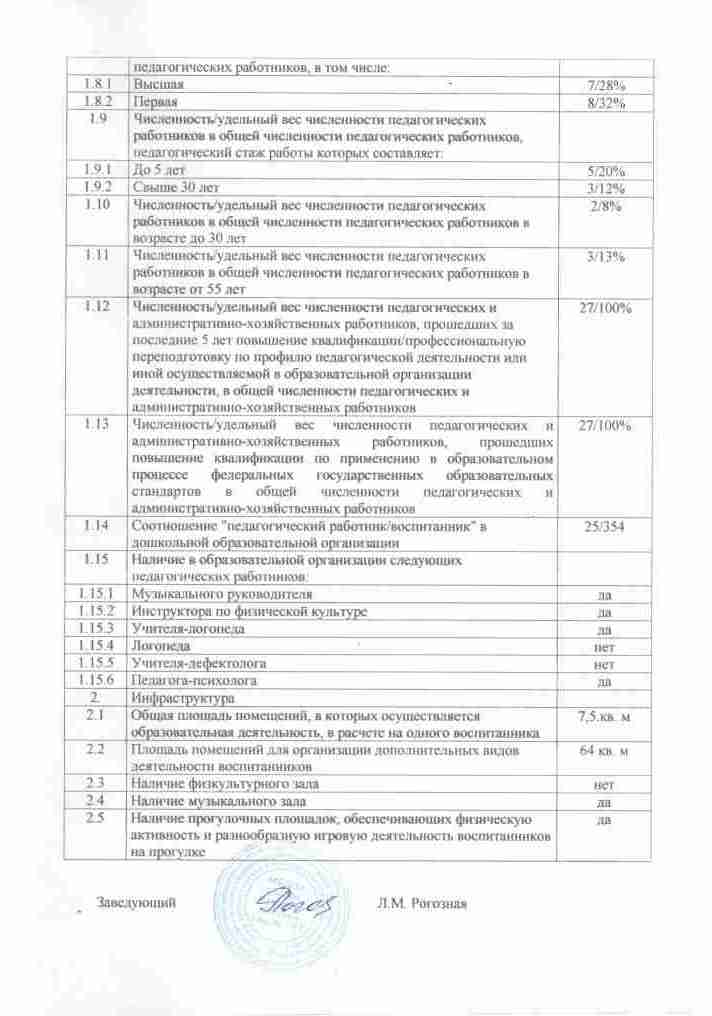 педагогических работников, в том числе:
1.8.1 Высшая 7/28%
1.8.2 Первая 8/32%
1.9 Численность/удельный вес численности педагогических
работников в общей численности педагогических работников,
педагогический стаж работы которых составляет:
1.9.1 До 5 лет 5/20%
1.9.2 Свыше 30 лет 3/12%
1.10 Численность/удельный вес численности педагогических 2/8%
работников в общей численности педагогических работников в
возрасте до 30 лет
1.11 Численность/удельный вес численности педагогических 3/13%
работников в общей численности педагогических работников в
возрасте от 55 лет
1.12 Численность/удельный вес численности педагогических и 27/100%
административно-хозяйственных работников, прошедших за
последние 5 лет повышение квалификации/профессиональную
переподготовку по профилю педагогической деятельности или
иной осуществляемой в образовательной организации
деятельности, в общей численности педагогических и
административно-хозяйственных работников
1.13 Численность/удельный вес численности педагогических и 27/100%
административно-хозяйственных работников, прошедших
повышение квалификации по применению в образовательном
процессе федеральных государственных образовательных
стандартов в общей численности педагогических и
административно-хозяйственных работников
1.14 Соотношение "педагогический работник/воспитанник" в 25/354
дошкольной образовательной организации
1.15 Наличие в образовательной организации следующих
педагогических работников:
1.15.1 Музыкального руководителя да
1.15.2 Инструктора по физической культуре да
1.15.3 Учителя-логопеда да
1.15.4 Логопеда нет
1.15.5 Учителя-дефектолога нет
1.15.6 Педагога-психолога да
2. Инфраструктура
2.1 Общая площадь помещений, в которых осуществляется 7,5.кв. м
образовательная деятельность, в расчете на одного воспитанника
2.2 Площадь помещений для организации дополнительных видов 64 кв. м
деятельности воспитанников
2.3 Наличие физкультурного зала нет
2.4 Наличие музыкального зала да
2.5 Наличие прогулочных площадок, обеспечивающих физическую да
активность и разнообразную игровую деятельность воспитанников
на прогулке
Заведующий Л.М. Рогозная